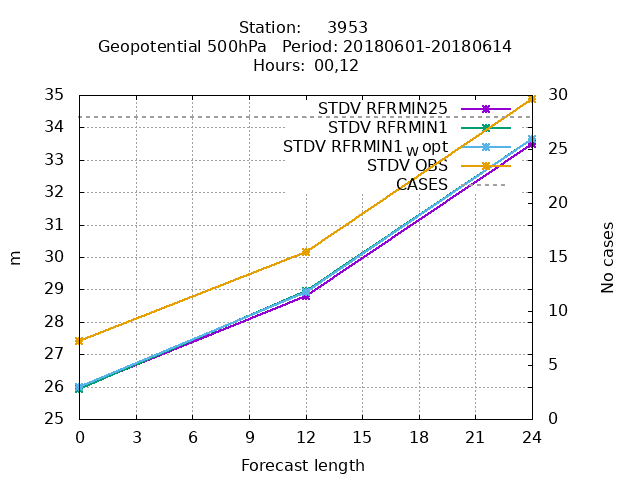 Station: 3953
Geopotential 500hPa Period: 20180601-20180614
Hours: 00,12
35
34
33
32
31
30
29
28
27
26
25
m
30
25
20
15
10
5
0
No cases
STDV RFRMIN25
STDV RFRMIN1
STDV RFRMIN1_W opt
STDV OBS
CASES
0 3 6 9 12 15 18 21 24
Forecast length